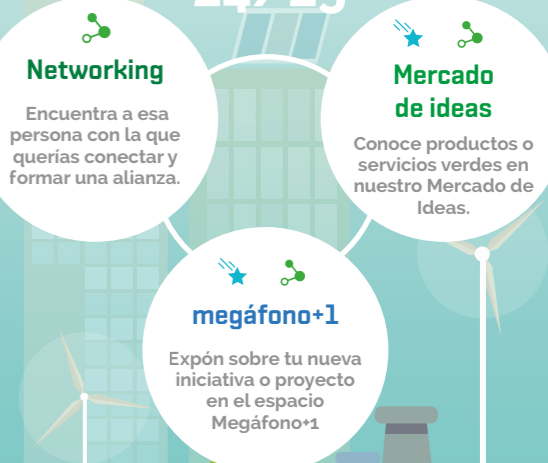 Networking
Encuentra a esa
persona con la que
querías conectar y
formar una alianza.
Mercado
de ideas
Conoce productos o
servicios verdes en
nuestro Mercado de
Ideas.
megáfono+1
Expón sobre tu nueva
iniciativa o proyecto
en el espacio
Megáfono+1